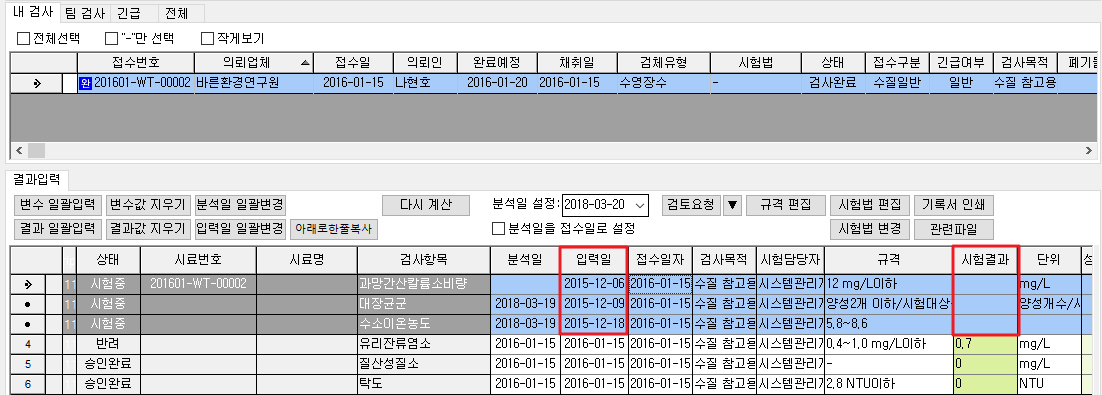 내 검사 팀 검사 긴급 전체
전체선택 "-"만 선택 작게보기
접수번호 의뢰업체 접수일 의뢰인 완료예정 채취일 검체유형 시험법 상태 접수구분 긴급여부 검사목적 폐기물
완 201601-WT-00002 바른환경연구원 2016-01-15 나현호 2016-01-20 2016-01-15 수영장수 - 검사완료 수질일반 일반 수질 참고용
결과입력
변수 일괄입력 변수값 지우기 분석일 일괄변경 다시 계산 분석일 설정: 2018-03-20 검토요청 ▼ 규격 편집 시험법 편집 기록서 인쇄
결과 일괄입력 결과값 지우기 입력일 일괄변경 아래로한줄복사 분석일을 접수일로 설정 시험법 변경 관련파일
상태 시료번호 시료명 검사항목 분석일 입력일 접수일자 검사목적 시험담당자 규격 시험결과 단위 성
11 시험중 201601-WT-00002 과망간산칼륨소비량 2015-12-06 2016-01-15 수질 참고용 시스템관리자 12 mg/L이하 mg/L
11 시험중 대장균군 2018-03-19 2015-12-09 2016-01-15 수질 참고용 시스템관리자 양성2개 이하/시험대상 양성개수/시
11 시험중 수소이온농도 2018-03-19 2015-12-18 2016-01-15 수질 참고용 시스템관리자 5.8~8.6
4 반려 유리잔류염소 2016-01-15 2016-01-15 2016-01-15 수질 참고용 시스템관리자 0.4~1.0 mg/L이하 0.7 mg/L
5 승인완료 질산성질소 2016-01-15 2016-01-15 2016-01-15 수질 참고용 시스템관리자 - 0 mg/L
6 승인완료 탁도 2016-01-15 2016-01-15 2016-01-15 수질 참고용 시스템관리자 2.8 NTU이하 0 NTU